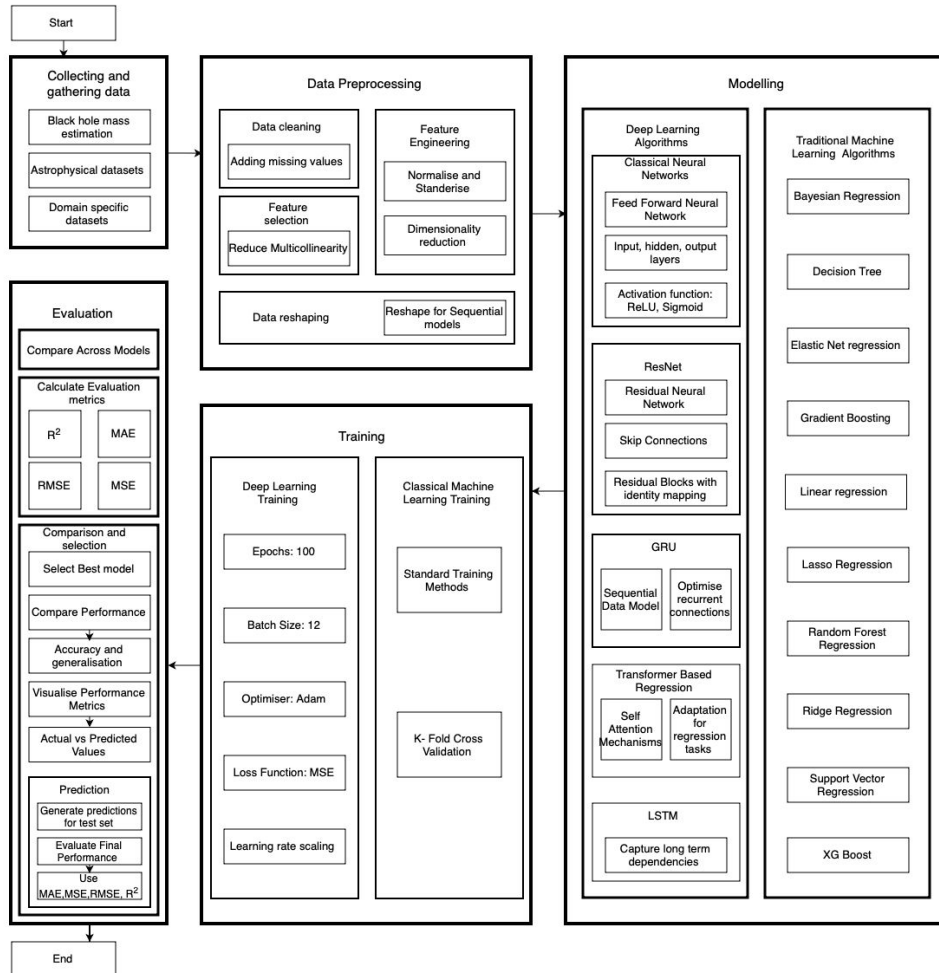 Start
Collecting and
gathering data
Black hole mass
estimation
Astrophysical datasets
Domain specific
datasets
Data Preprocessing
Data cleaning
Adding missing values
Feature
selection
Reduce Multicollinearity
Feature
Engineering
Normalise and
Standerise
Dimensionality
reduction
Data reshaping
Reshape for Sequential
models
Modelling
Deep Learning
Algorithms
Classical Neural
Networks
Feed Forward Neural
Network
Input, hidden, output
layers
Activation function:
ReLU, Sigmoid
ResNet
Residual Neural
Network
Skip Connections
Residual Blocks with
identity mapping
GRU
Sequential
Data Model
Optimise
recurrent
connections
Transformer Based
Regression
Self
Attention
Mechanisms
Adaptation
for
regression
tasks
LSTM
Capture long term
dependencies
Traditional Machine
Learning Algorithms
Bayesian Regression
Decision Tree
Elastic Net regression
Gradient Boosting
Linear regression
Lasso Regression
Random Forest
Regression
Ridge Regression
Support Vector
Regression
XG Boost
Training
Deep Learning
Training
Epochs: 100
Batch Size: 12
Optimiser: Adam
Loss Function: MSE
Learning rate scaling
Classical Machine
Learning Training
Standard Training
Methods
K- Fold Cross
Validation
Evaluation
Compare Across Models
Calculate Evaluation
metrics
R²
MAE
RMSE
MSE
Comparison and
selection
Select Best model
Compare Performance
Accuracy and
generalisation
Visualise Performance
Metrics
Actual vs Predicted
Values
Prediction
Generate predictions
for test set
Evaluate Final
Performance
Use
MAE,MSE,RMSE, R²
End